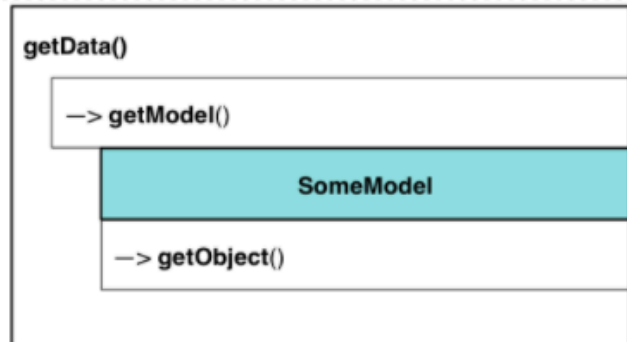 getData()
—> getModel()
SomeModel
—> getObject()